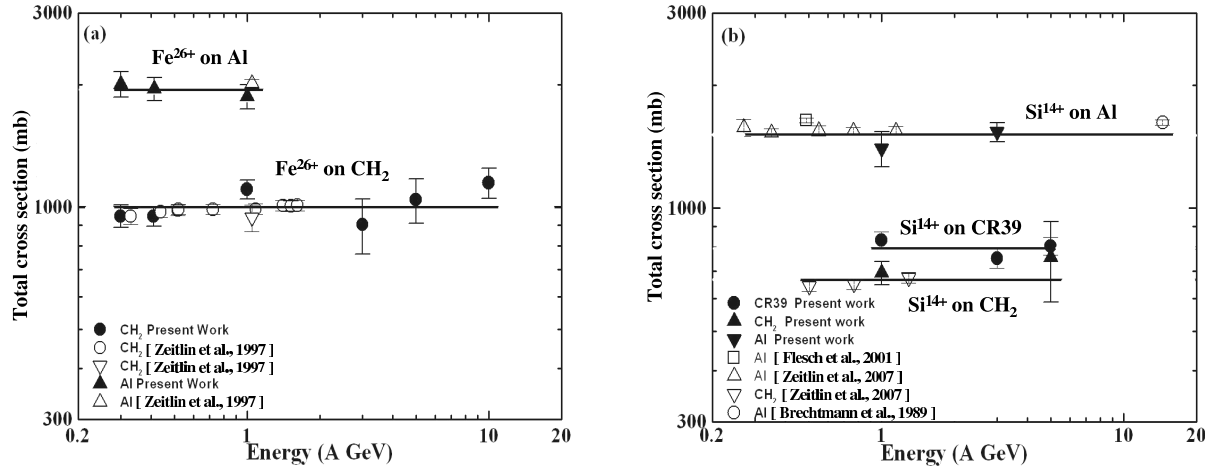 (a)
3000
1000
300
Total cross section (mb)
Fe²⁶⁺ on Al
Fe²⁶⁺ on CH₂
CH₂ Present Work
CH₂ [ Zeitlin et al., 1997 ]
CH₂ [ Zeitlin et al., 1997 ]
Al Present Work
Al [ Zeitlin et al., 1997 ]
0.2 1 10 20
Energy (A GeV)
(b)
3000
1000
300
Total cross section (mb)
Si¹⁴⁺ on Al
Si¹⁴⁺ on CR39
Si¹⁴⁺ on CH₂
CR39 Present work
CH₂ Present work
Al Present work
Al [ Flesch et al., 2001 ]
Al [ Zeitlin et al., 2007 ]
CH₂ [ Zeitlin et al., 2007 ]
Al [ Brechtmann et al., 1989 ]
0.2 1 10 20
Energy (A GeV)